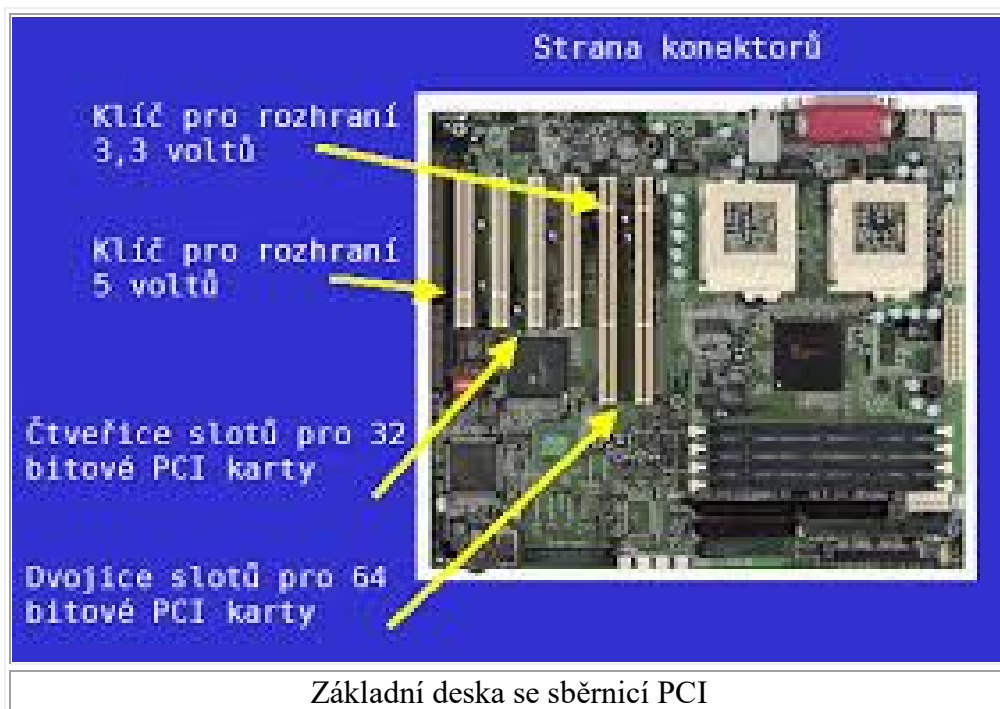 Strana konektorů
Klíč pro rozhraní
3,3 voltů
Klíč pro rozhraní
5 voltů
Čtveřice slotů pro 32
bitové PCI karty
Dvojice slotů pro 64
bitové PCI karty
Základní deska se sběrnicí PCI